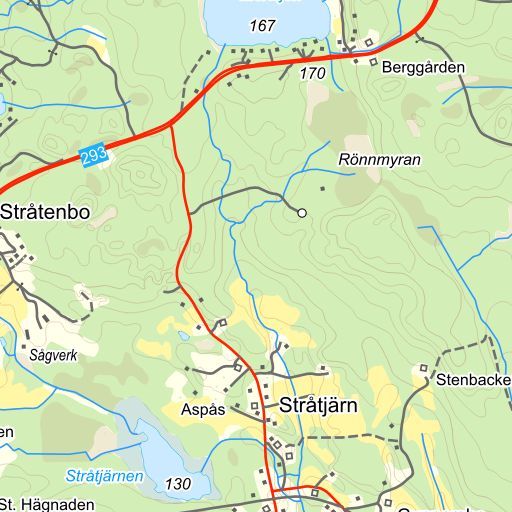 167
170
Berggården
293
Rönnmyran
Stråtenbo
Sågverk
Stenbacke
Aspås
Stråtjärn
Stråtjärnen
130
St. Hägnaden